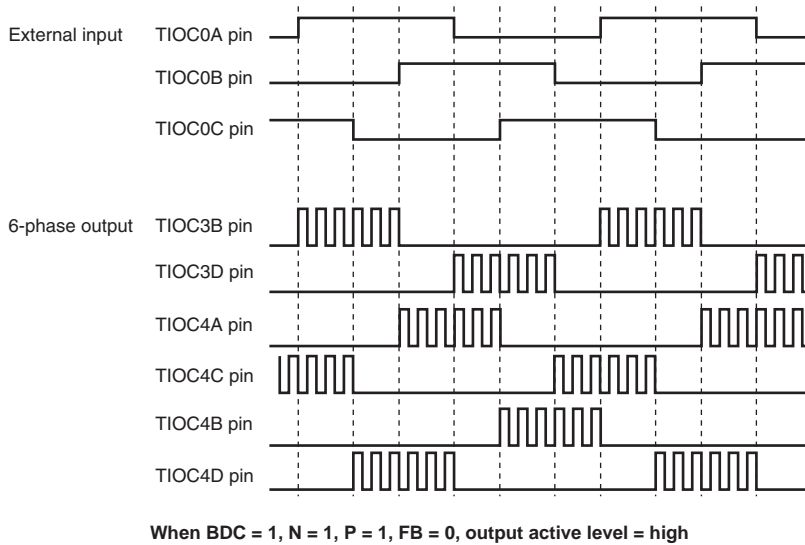 External input TIOC0A pin
TIOC0B pin
TIOC0C pin
6-phase output TIOC3B pin
TIOC3D pin
TIOC4A pin
TIOC4C pin
TIOC4B pin
TIOC4D pin
When BDC = 1, N = 1, P = 1, FB = 0, output active level = high